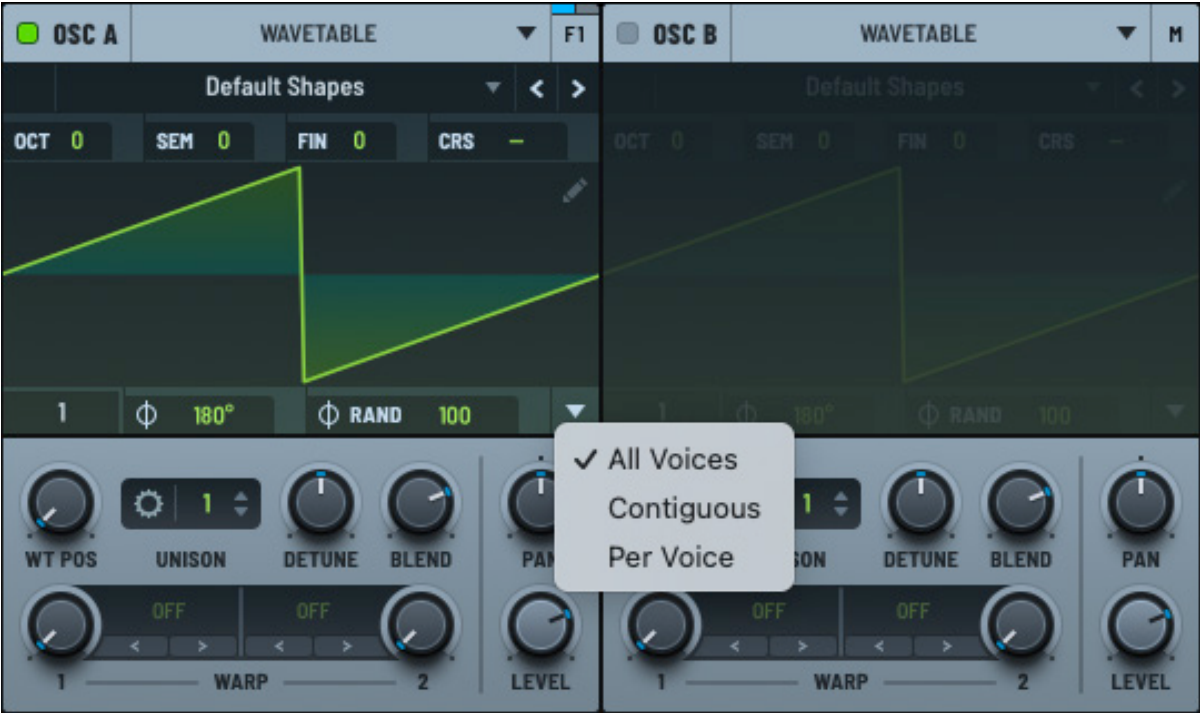 OSC A WAVETABLE F1 OSC B WAVETABLE M
Default Shapes < > Default Shapes < >
OCT 0 SEM 0 FIN 0 CRS – OCT 0 SEM 0 FIN 0 CRS –
1 180° RAND 100 1 180° RAND 100
✓ All Voices
Contiguous
Per Voice
1 1
WT POS UNISON DETUNE BLEND PAN SON DETUNE BLEND PAN
OFF OFF OFF OFF
< > < > < > < >
1 WARP 2 LEVEL 1 WARP 2 LEVEL